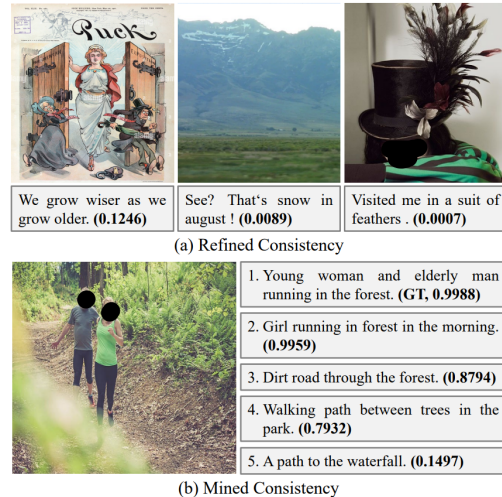 Puck
We grow wiser as we
grow older. (0.1246)
See? That's snow in
august ! (0.0089)
Visited me in a suit of
feathers . (0.0007)
(a) Refined Consistency
1. Young woman and elderly man
running in the forest. (GT, 0.9988)
2. Girl running in forest in the morning.
(0.9959)
3. Dirt road through the forest. (0.8794)
4. Walking path between trees in the
park. (0.7932)
5. A path to the waterfall. (0.1497)
(b) Mined Consistency